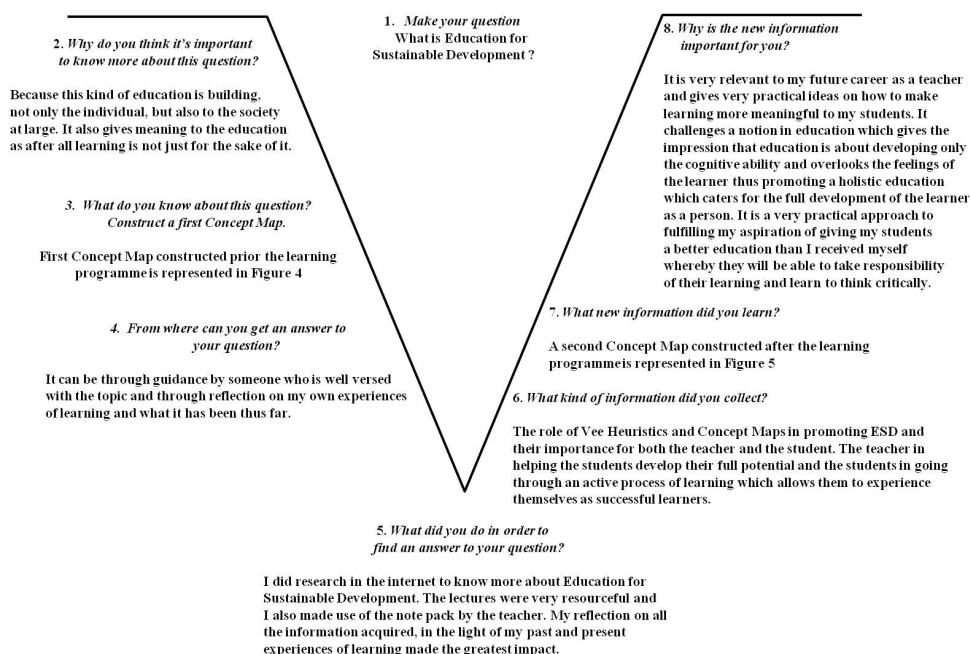 1. Make your question
What is Education for
Sustainable Development ?
2. Why do you think it's important
to know more about this question?
Because this kind of education is building,
not only the individual, but also to the society
at large. It also gives meaning to the education
as after all learning is not just for the sake of it.
3. What do you know about this question?
Construct a first Concept Map.
First Concept Map constructed prior the learning
programme is represented in Figure 4
4. From where can you get an answer to
your question?
It can be through guidance by someone who is well versed
with the topic and through reflection on my own experiences
of learning and what it has been thus far.
5. What did you do in order to
find an answer to your question?
I did research in the internet to know more about Education for
Sustainable Development. The lectures were very resourceful and
I also made use of the note pack by the teacher. My reflection on all
the information acquired, in the light of my past and present
experiences of learning made the greatest impact.
6. What kind of information did you collect?
The role of Vee Heuristics and Concept Maps in promoting ESD and
their importance for both the teacher and the student. The teacher in
helping the students develop their full potential and the students in going
through an active process of learning which allows them to experience
themselves as successful learners.
7. What new information did you learn?
A second Concept Map constructed after the learning
programme is represented in Figure 5
8. Why is the new information
important for you?
It is very relevant to my future career as a teacher
and gives very practical ideas on how to make
learning more meaningful to my students. It
challenges a notion in education which gives the
impression that education is about developing only
the cognitive ability and overlooks the feelings of
the learner thus promoting a holistic education
which caters for the full development of the learner
as a person. It is a very practical approach to
fulfilling my aspiration of giving my students
a better education than I received myself
whereby they will be able to take responsibility
of their learning and learn to think critically.